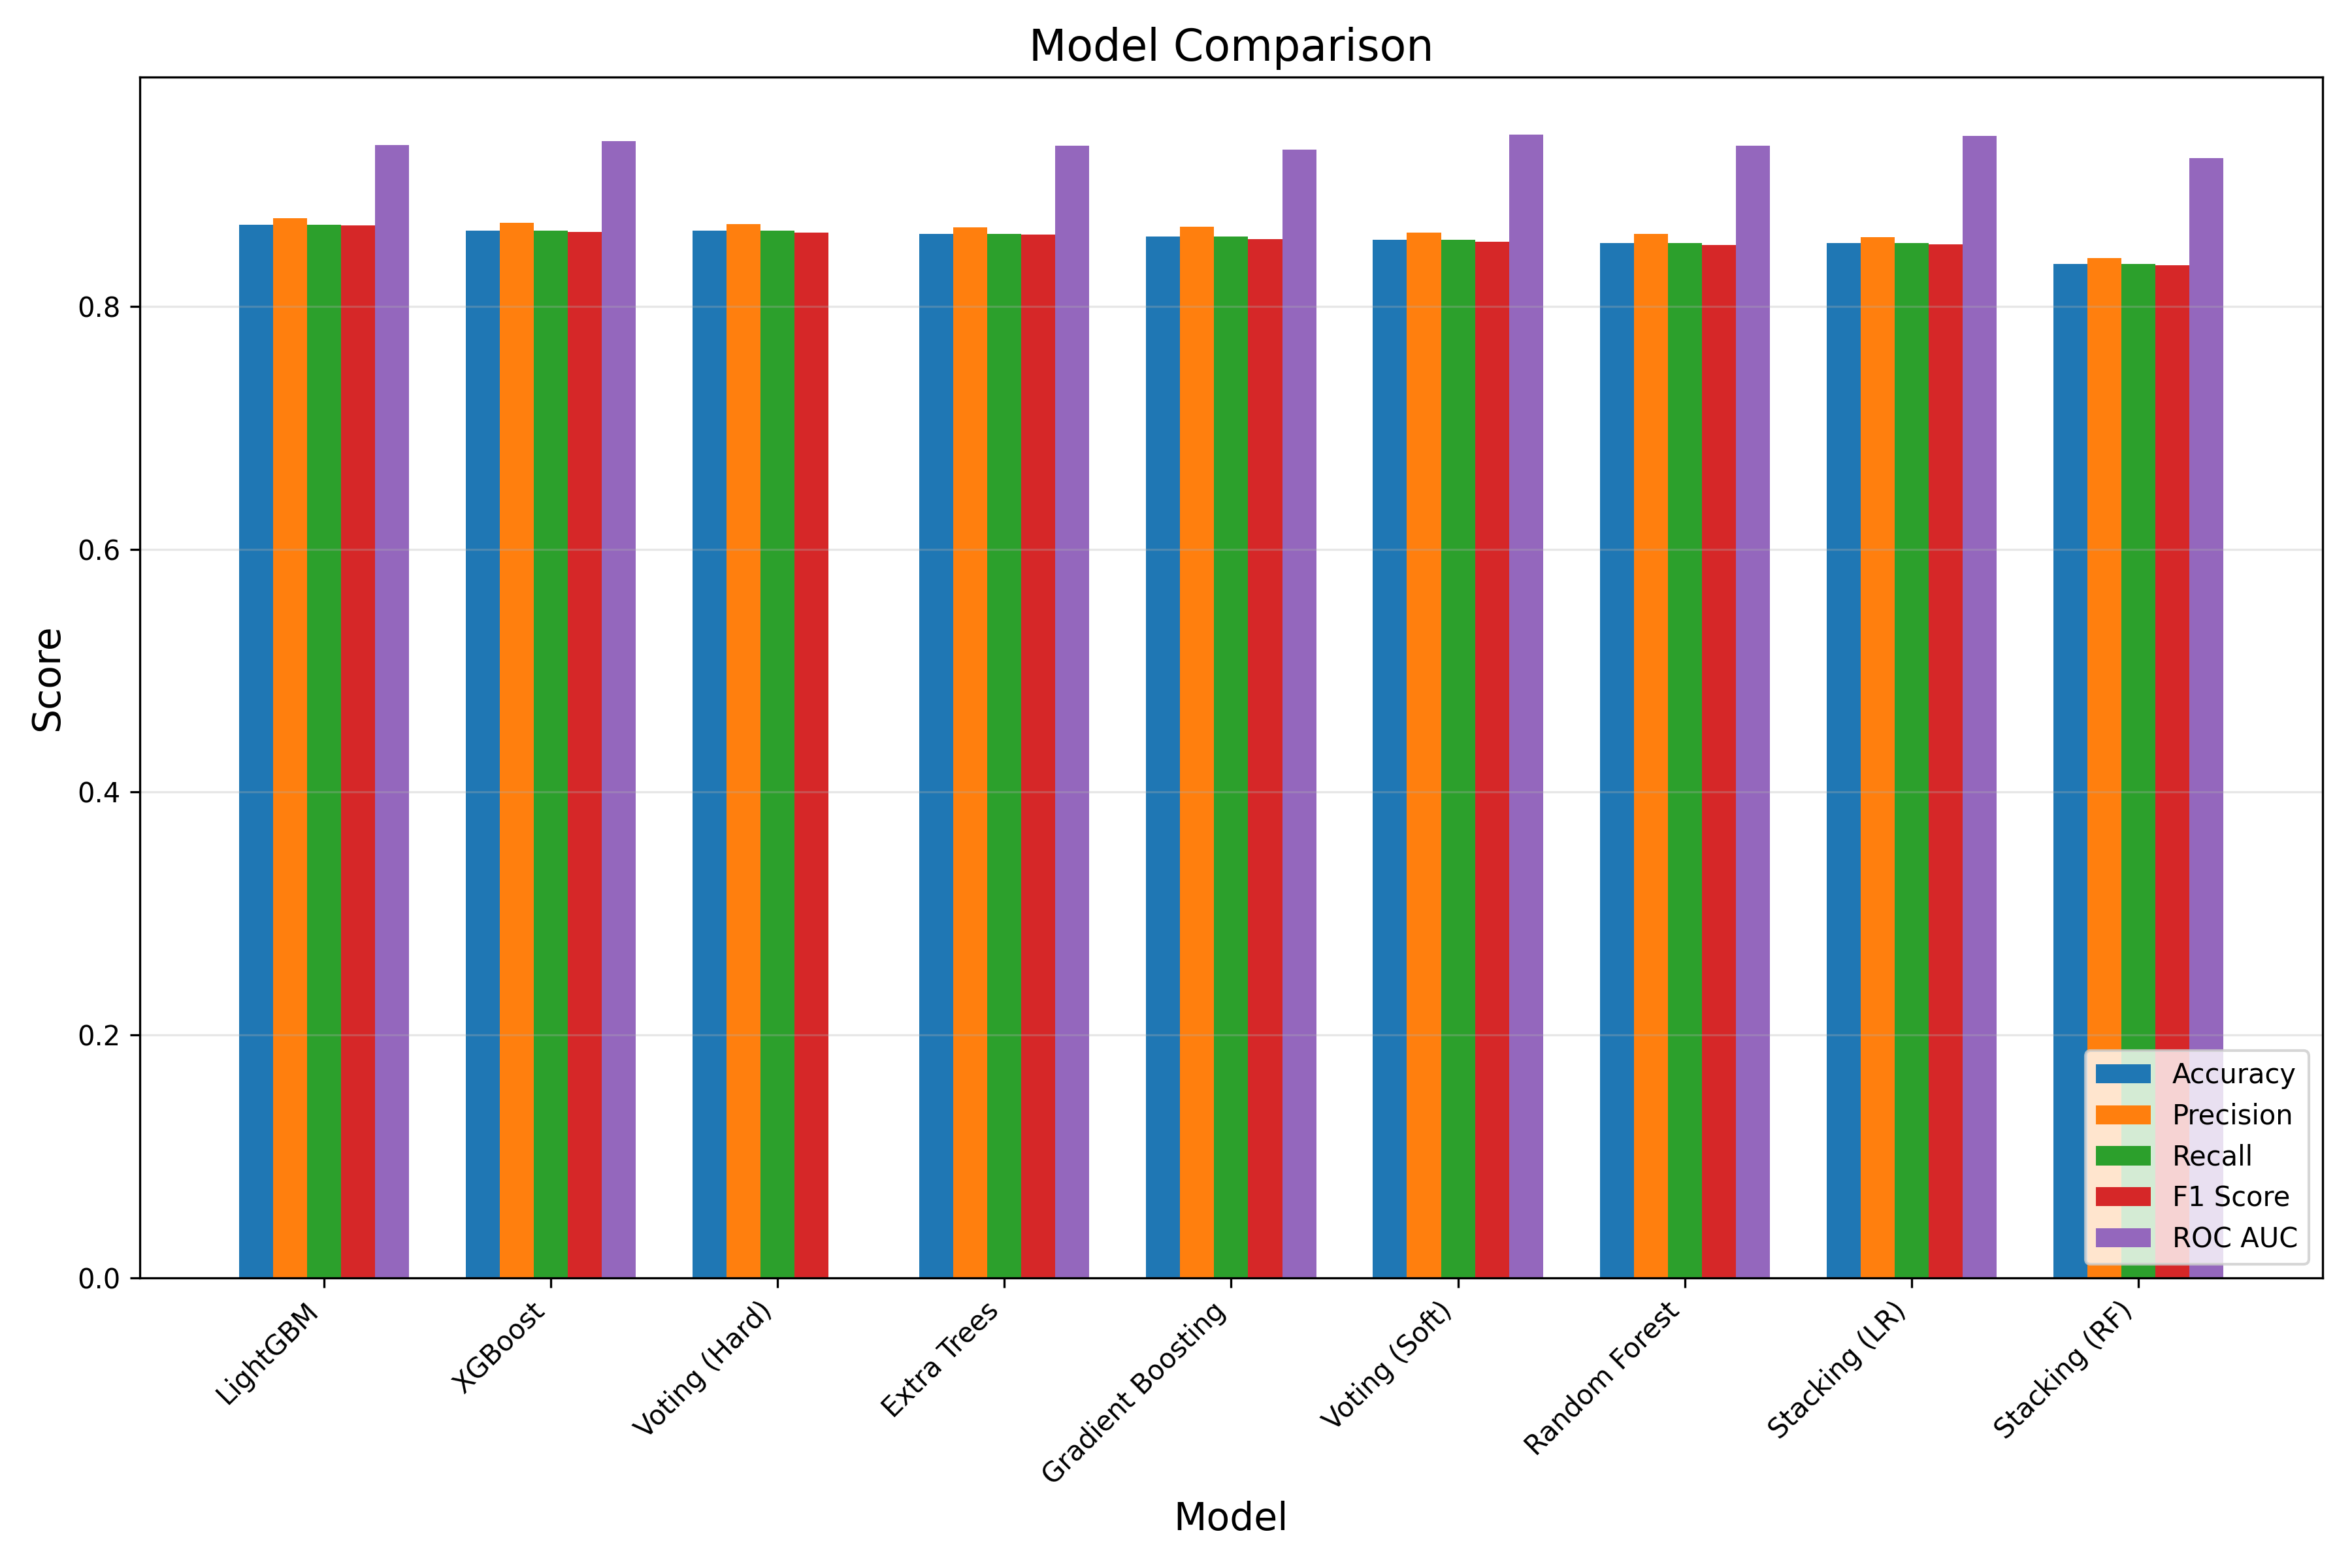 Model Comparison
Score
0.8
0.6
0.4
0.2
0.0
Accuracy
Precision
Recall
F1 Score
ROC AUC
LightGBM
XGBoost
Voting (Hard)
Extra Trees
Gradient Boosting
Voting (Soft)
Random Forest
Stacking (LR)
Stacking (RF)
Model